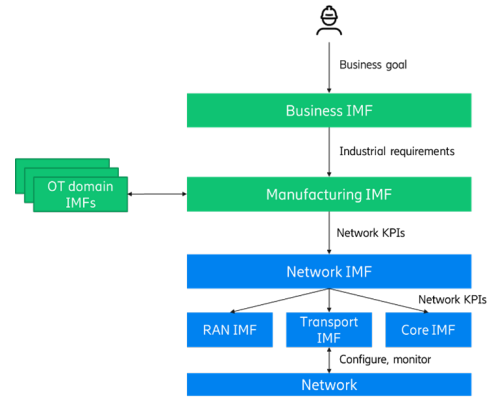 Business goal
Business IMF
Industrial requirements
OT domain
IMFs
Manufacturing IMF
Network KPIs
Network IMF
Network KPIs
RAN IMF
Transport
IMF
Core IMF
Configure, monitor
Network